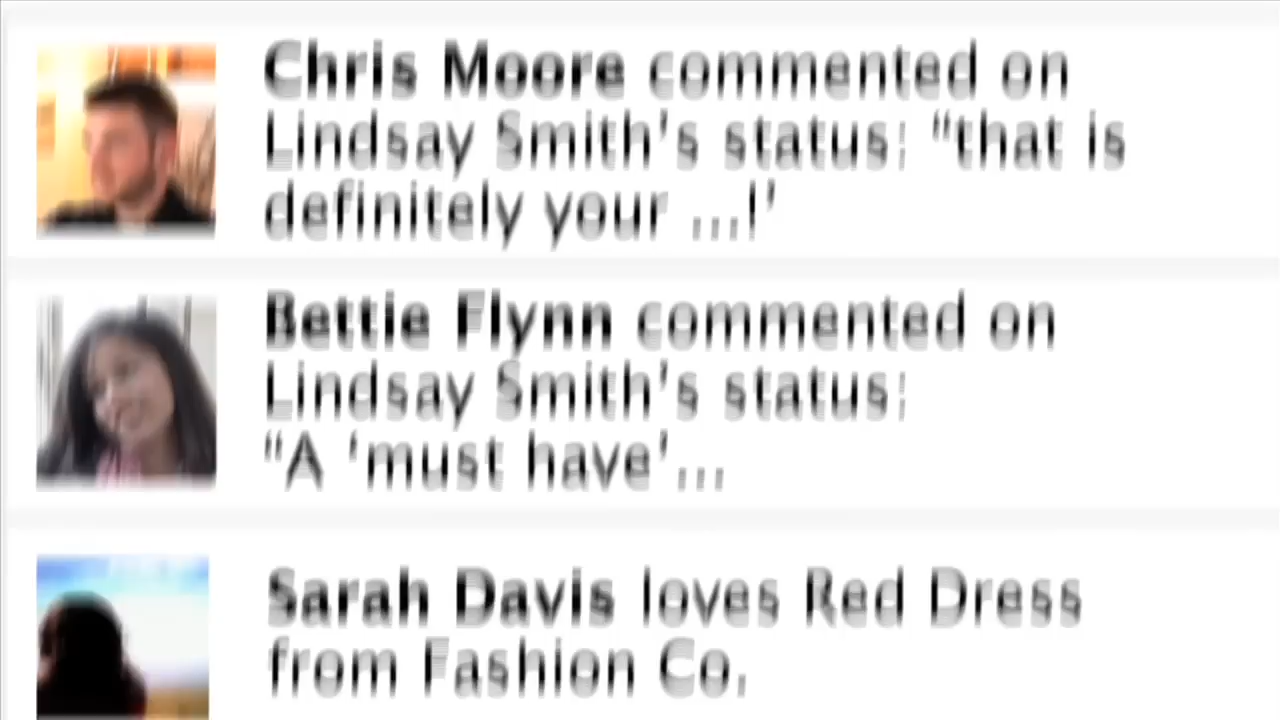 Chris Moore commented on
Lindsay Smith's status: “that is
definitely your ...!’
Bettie Flynn commented on
Lindsay Smith's status:
“A ‘must have’...
Sarah Davis loves Red Dress
from Fashion Co.